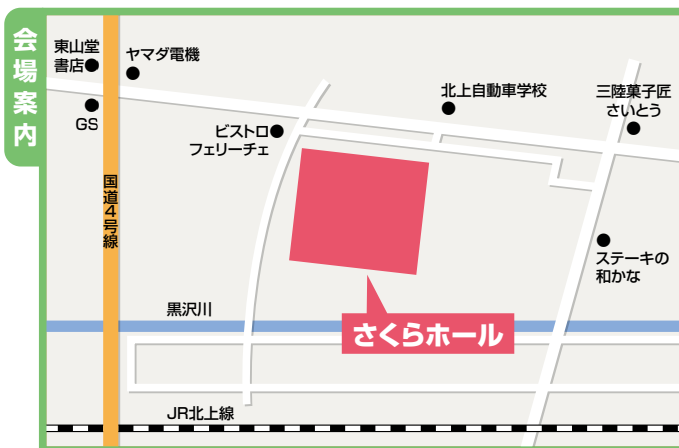 会場案内
東山堂
書店
ヤマダ電機
GS
国道4号線
ビストロ
フェリーチェ
北上自動車学校
三陸菓子匠
さいとう
ステーキの
和かな
黒沢川
さくらホール
JR北上線